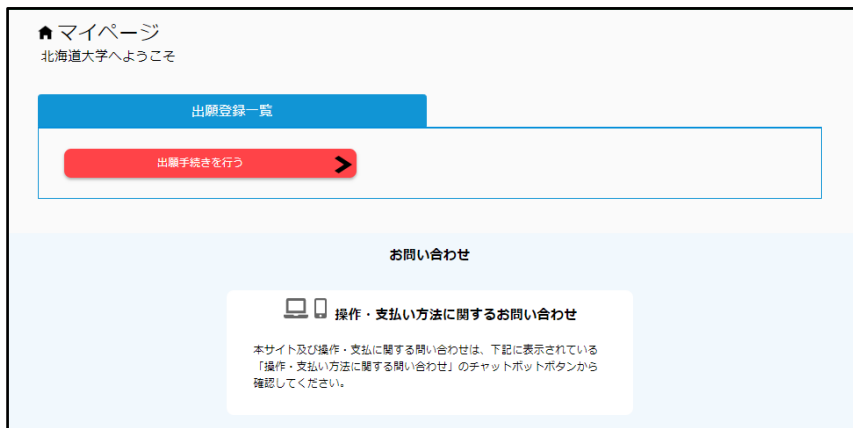 マイページ
北海道大学へようこそ
出願登録一覧
出願手続きを行う
お問い合わせ
操作・支払い方法に関するお問い合わせ
本サイト及び操作・支払に関する問い合わせは、下記に表示されている
「操作・支払い方法に関する問い合わせ」のチャットボットボタンから
確認してください。